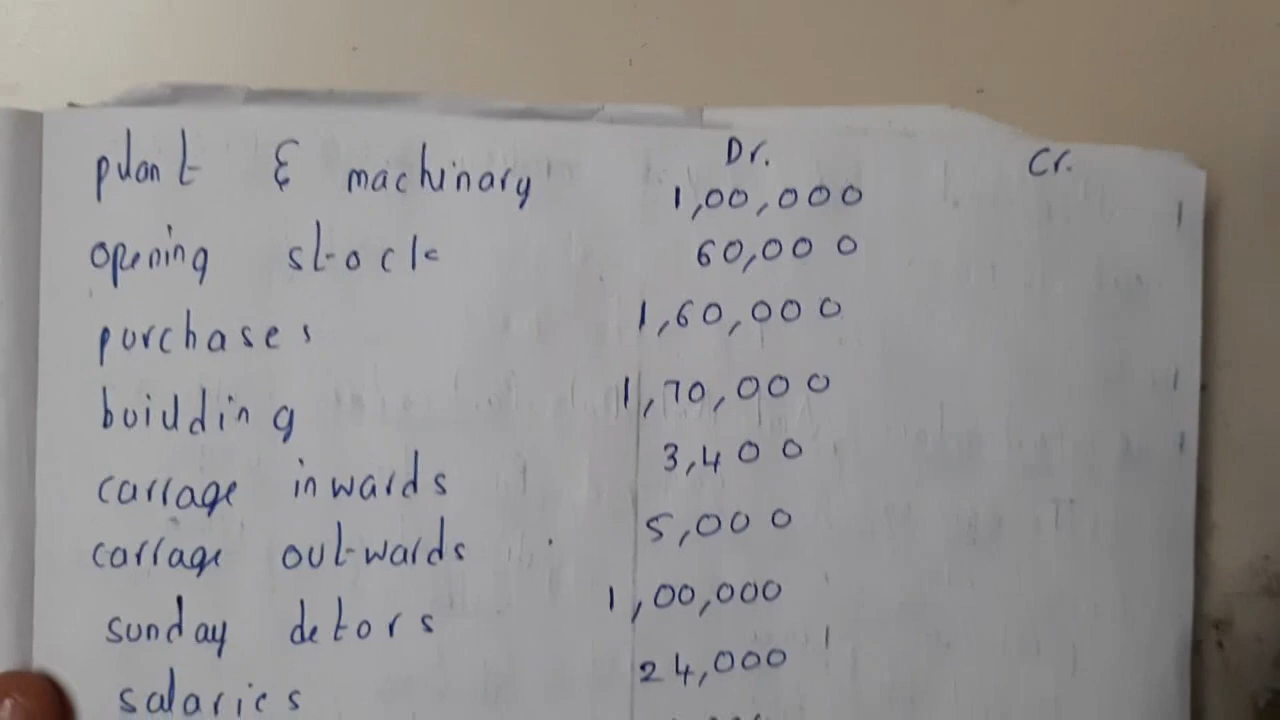 Dr. Cr.
plant & machinary 1,00,000
opening stock 60,000
purchases 1,60,000
building 1,70,000
carrage inwards 3,400
carrage outwards 5,000
sunday detors 1,00,000
salaries 24,000